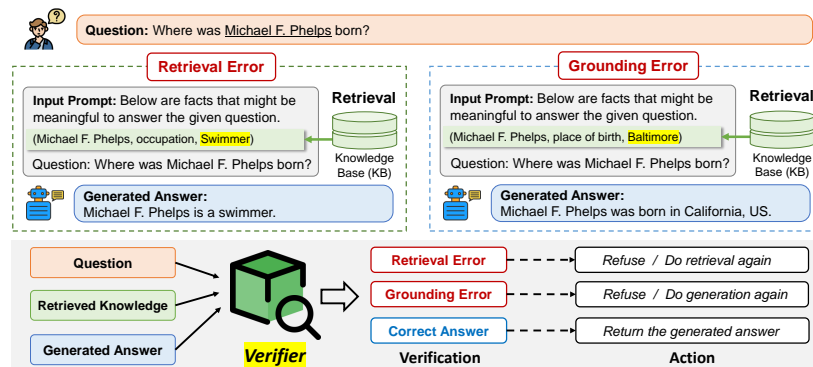 Question: Where was Michael F. Phelps born?
Retrieval Error
Input Prompt: Below are facts that might be
meaningful to answer the given question.
(Michael F. Phelps, occupation, Swimmer)
Question: Where was Michael F. Phelps born?
Retrieval
Knowledge
Base (KB)
Generated Answer:
Michael F. Phelps is a swimmer.
Grounding Error
Input Prompt: Below are facts that might be
meaningful to answer the given question.
(Michael F. Phelps, place of birth, Baltimore)
Question: Where was Michael F. Phelps born?
Retrieval
Knowledge
Base (KB)
Generated Answer:
Michael F. Phelps was born in California, US.
Question
Retrieved Knowledge
Generated Answer
Verifier
Retrieval Error
Refuse / Do retrieval again
Grounding Error
Refuse / Do generation again
Correct Answer
Return the generated answer
Verification
Action